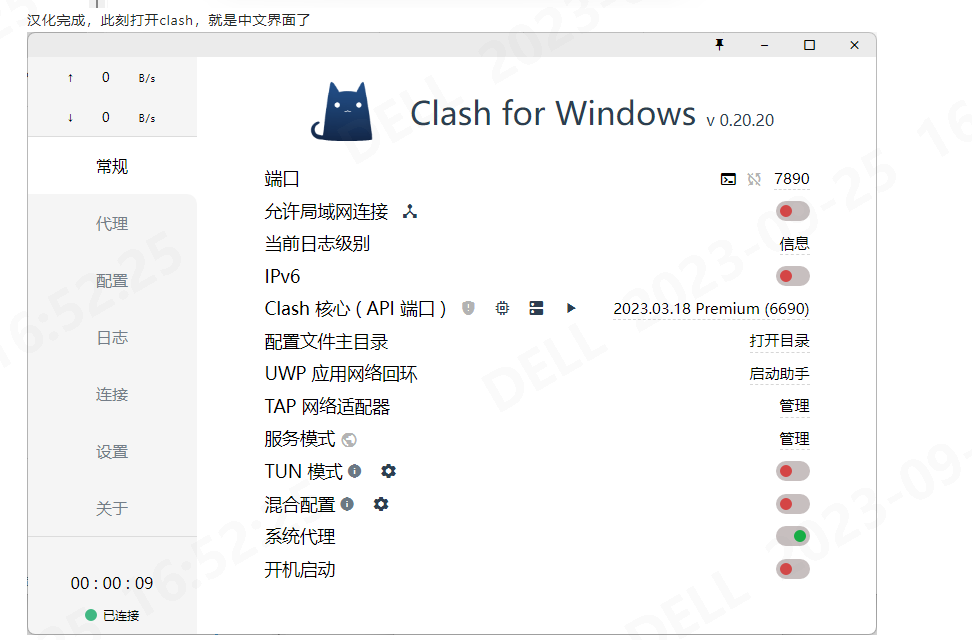 汉化完成，此刻打开clash，就是中文界面了
↑ 0 B/s
↓ 0 B/s
Clash for Windows v 0.20.20
常规
代理
配置
日志
连接
设置
关于
端口 7890
允许局域网连接
当前日志级别 信息
IPv6
Clash 核心 ( API 端口 ) 2023.03.18 Premium (6690)
配置文件主目录 打开目录
UWP 应用网络回环 启动助手
TAP 网络适配器 管理
服务模式 管理
TUN 模式
混合配置
系统代理
开机启动
00 : 00 : 09
已连接